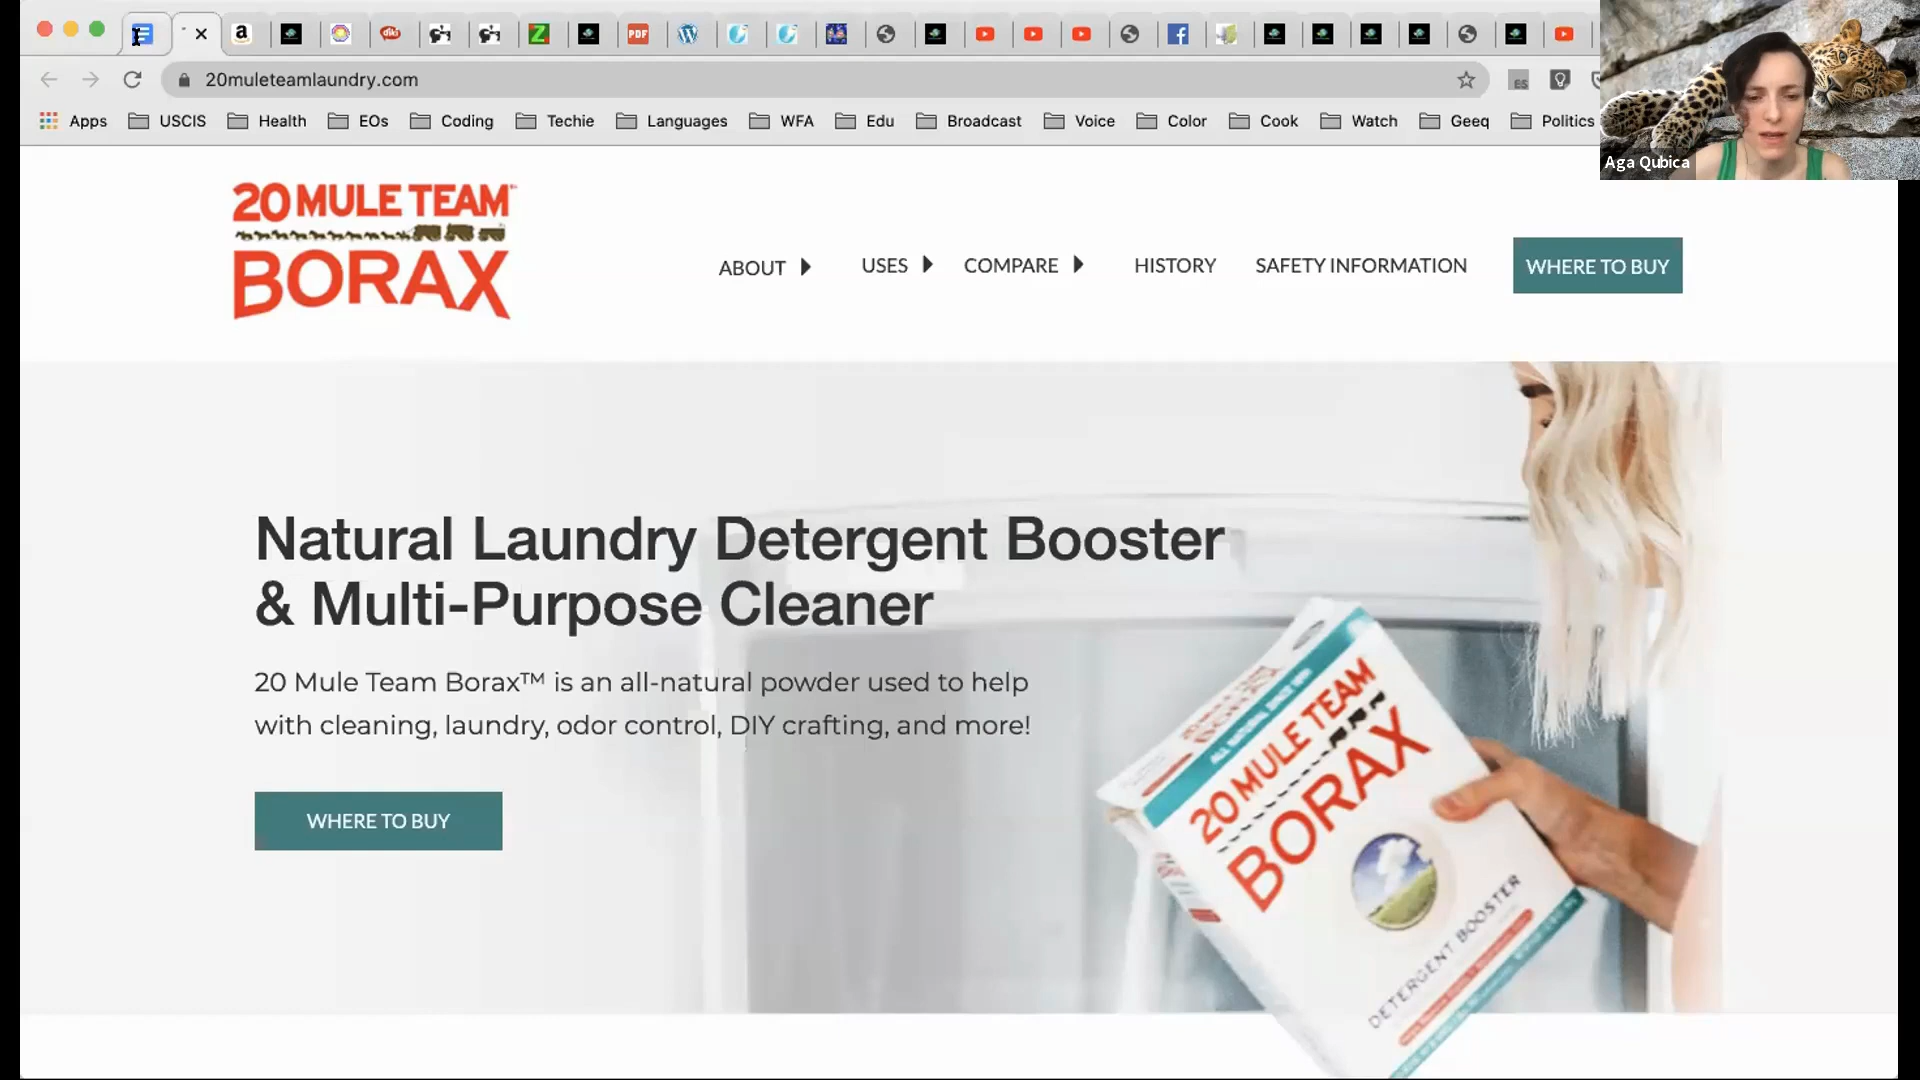 20muleteamlaundry.com
Apps USCIS Health EOs Coding Techie Languages WFA Edu Broadcast Voice Color Cook Watch Geeq Politics
Aga Qubica
20 MULE TEAM
BORAX
ABOUT USES COMPARE HISTORY SAFETY INFORMATION WHERE TO BUY
Natural Laundry Detergent Booster
& Multi-Purpose Cleaner
20 Mule Team Borax™ is an all-natural powder used to help
with cleaning, laundry, odor control, DIY crafting, and more!
WHERE TO BUY
20 MULE TEAM
BORAX
DETERGENT BOOSTER